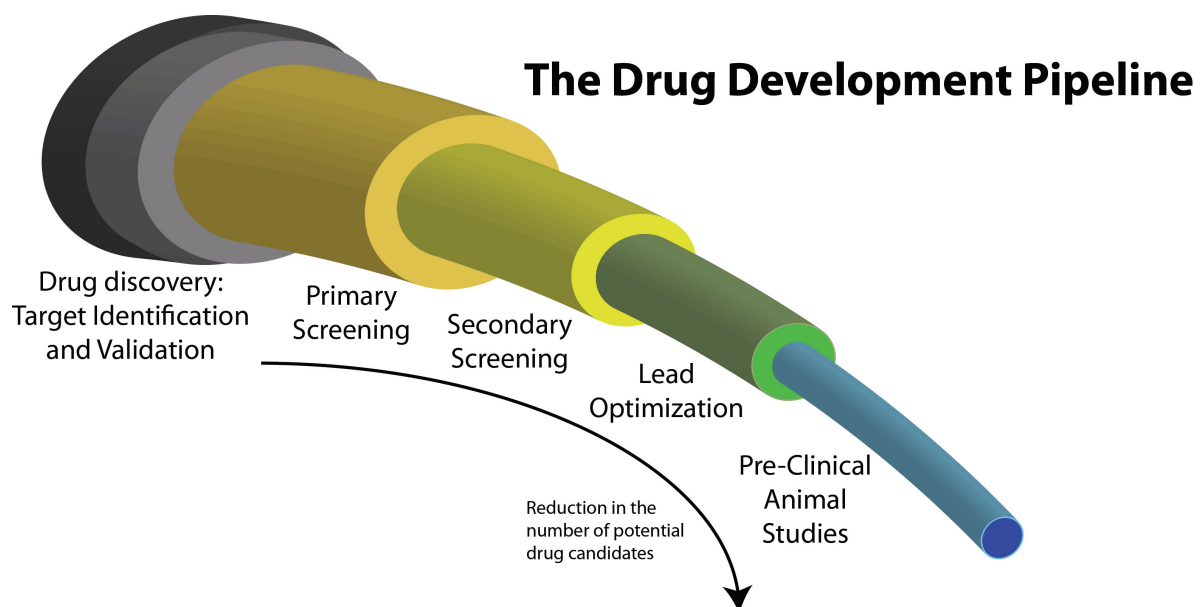 The Drug Development Pipeline
Drug discovery:
Target Identification
and Validation
Primary
Screening
Secondary
Screening
Lead
Optimization
Pre-Clinical
Animal
Studies
Reduction in the
number of potential
drug candidates